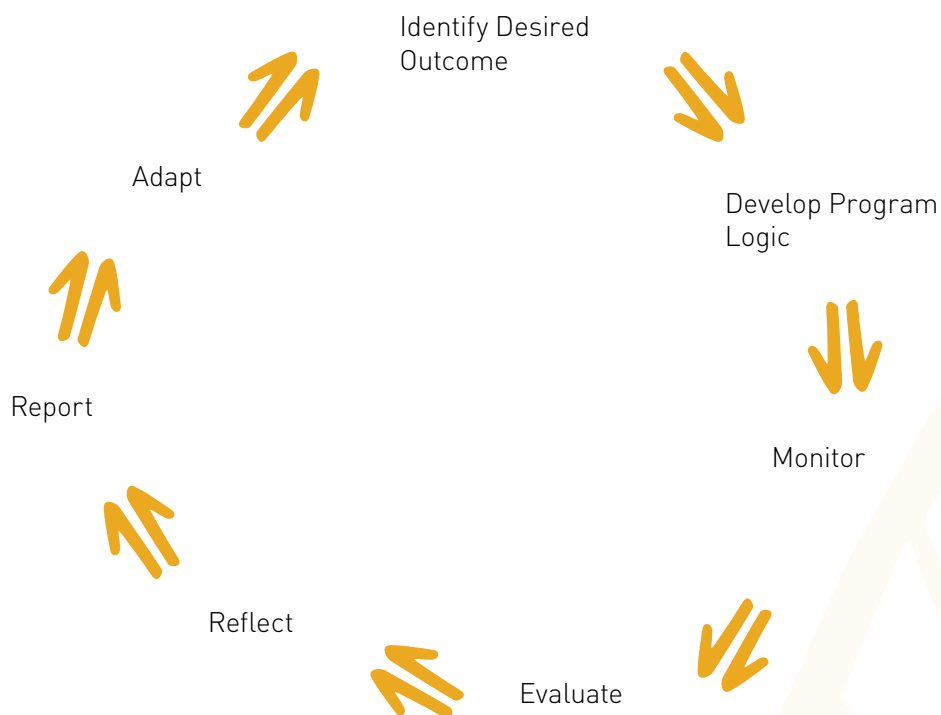 Identify Desired
Outcome
Develop Program
Logic
Monitor
Evaluate
Reflect
Report
Adapt